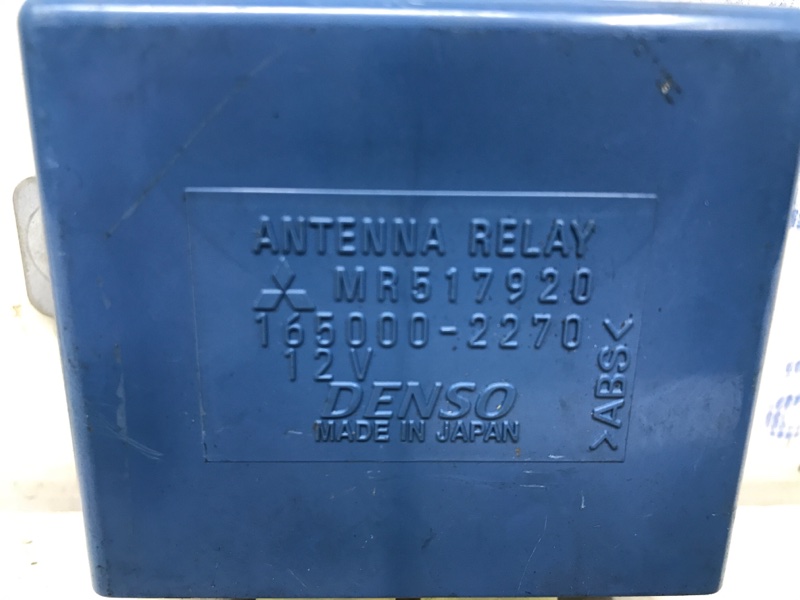 ANTENNA RELAY
MR517920
165000-2270
12V
DENSO
MADE IN JAPAN
>ABS<